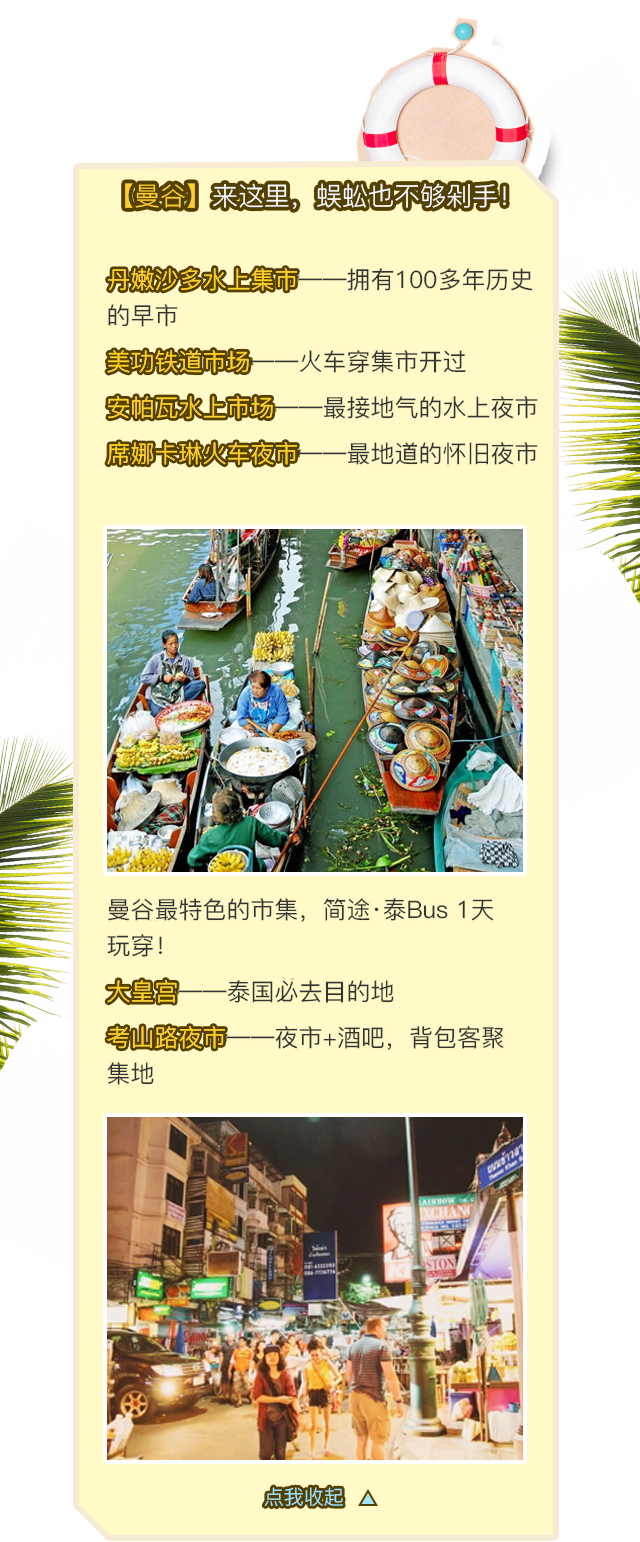 【曼谷】来这里，蜈蚣也不够剁手！
丹嫩沙多水上集市——拥有100多年历史
的早市
美功铁道市场——火车穿集市开过
安帕瓦水上市场——最接地气的水上夜市
席娜卡琳火车夜市——最地道的怀旧夜市
曼谷最特色的市集，简途·泰Bus 1天
玩穿！
大皇宫——泰国必去目的地
考山路夜市——夜市+酒吧，背包客聚
集地
点我收起